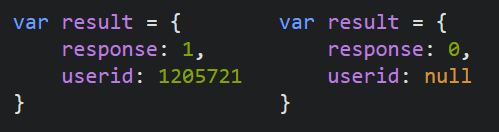 var result = {
    response: 1,
    userid: 1205721
}
var result = {
    response: 0,
    userid: null
}